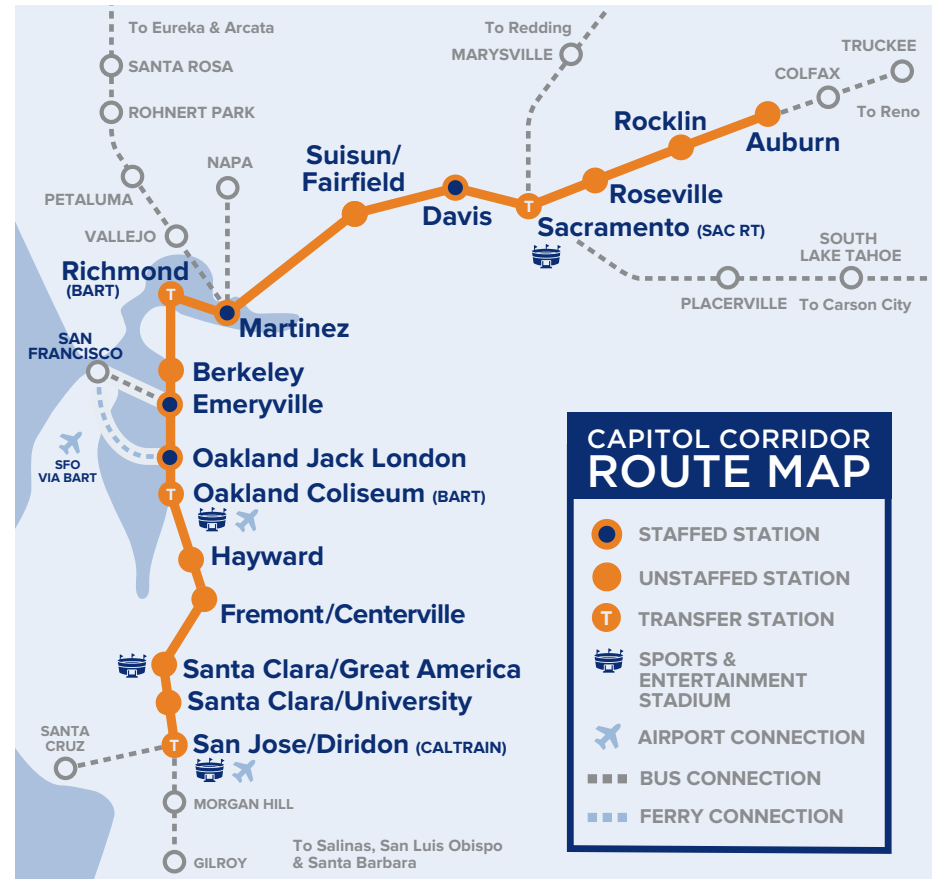 To Eureka & Arcata
SANTA ROSA
ROHNERT PARK
PETALUMA
VALLEJO
NAPA
To Redding
MARYSVILLE
TRUCKEE
COLFAX
To Reno
Auburn
Rocklin
Roseville
Sacramento (SAC RT)
Davis
Suisun/
Fairfield
SOUTH
LAKE TAHOE
PLACERVILLE
To Carson City
Richmond
(BART)
T
T
Martinez
SAN
FRANCISCO
Berkeley
Emeryville
SFO
VIA BART
Oakland Jack London
T
Oakland Coliseum (BART)
Hayward
Fremont/Centerville
Santa Clara/Great America
Santa Clara/University
SANTA
CRUZ
T
San Jose/Diridon (CALTRAIN)
MORGAN HILL
GILROY
To Salinas, San Luis Obispo
& Santa Barbara
CAPITOL CORRIDOR
ROUTE MAP
STAFFED STATION
UNSTAFFED STATION
T
TRANSFER STATION
SPORTS &
ENTERTAINMENT
STADIUM
AIRPORT CONNECTION
BUS CONNECTION
FERRY CONNECTION